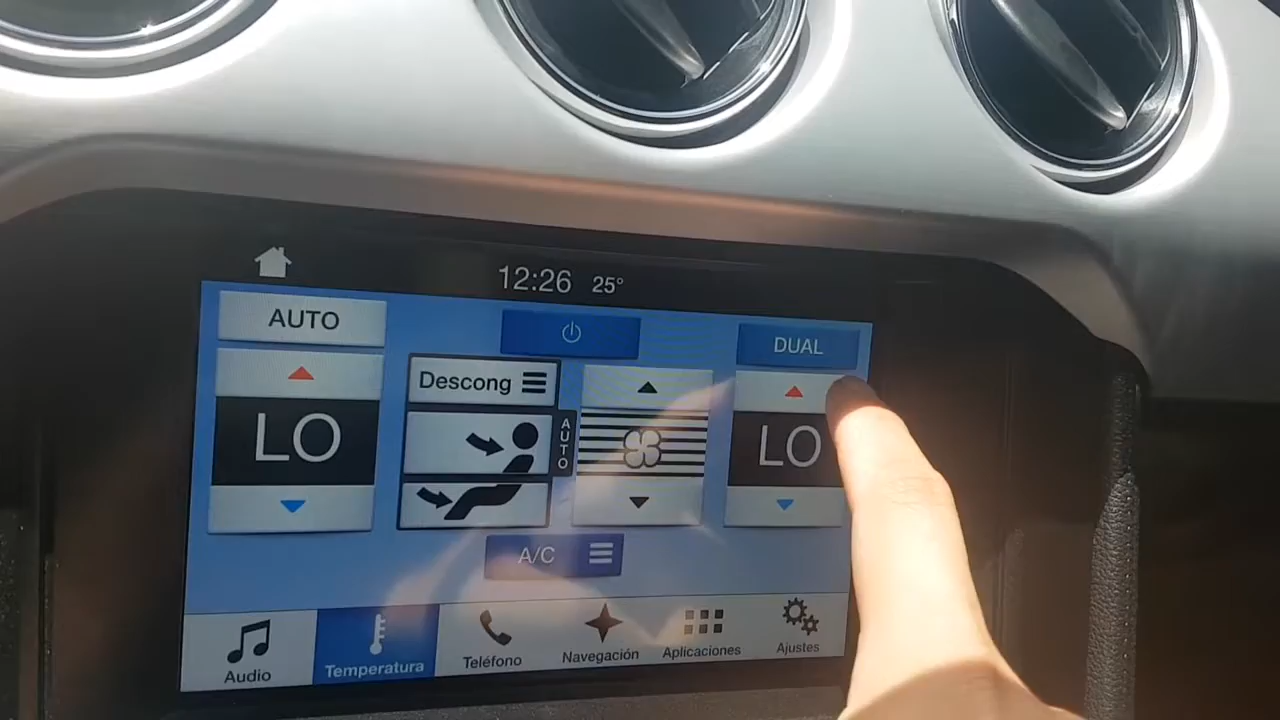 12:26 25°
AUTO
DUAL
Descong
LO
AUTO
LO
A/C
Audio
Temperatura
Teléfono
Navegación
Aplicaciones
Ajustes